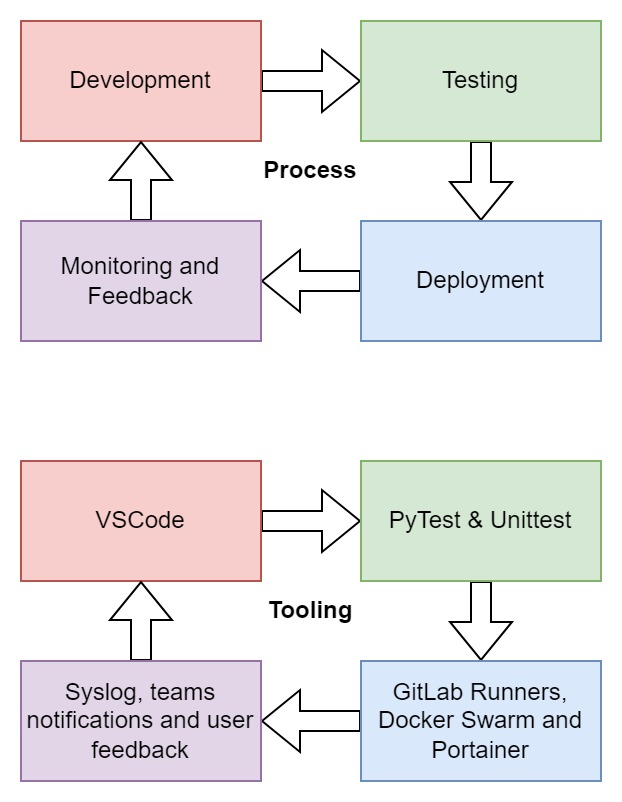 Development
Testing
Process
Monitoring and
Feedback
Deployment
VSCode
PyTest & Unittest
Tooling
Syslog, teams
notifications and user
feedback
GitLab Runners,
Docker Swarm and
Portainer